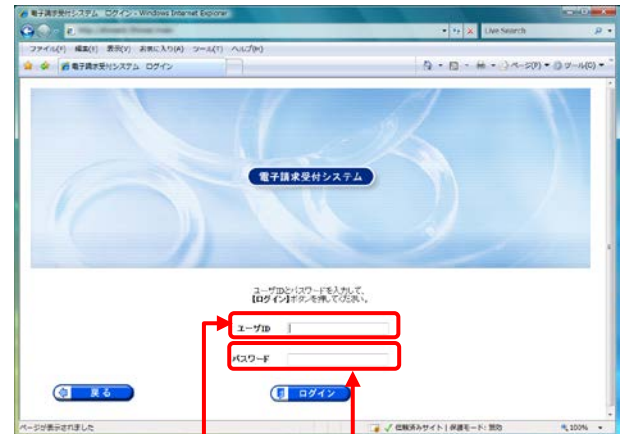 電子請求受付システム ログイン - Windows Internet Explorer
Live Search
ファイル(F) 編集(E) 表示(V) お気に入り(A) ツール(T) ヘルプ(H)
電子請求受付システム ログイン
ページ(P) ツール(O)
電子請求受付システム
ユーザIDとパスワードを入力して、
【ログイン】ボタンを押してください。
ユーザID
パスワード
戻る
ログイン
ページが表示されました
信頼済みサイト | 保護モード: 無効
100%